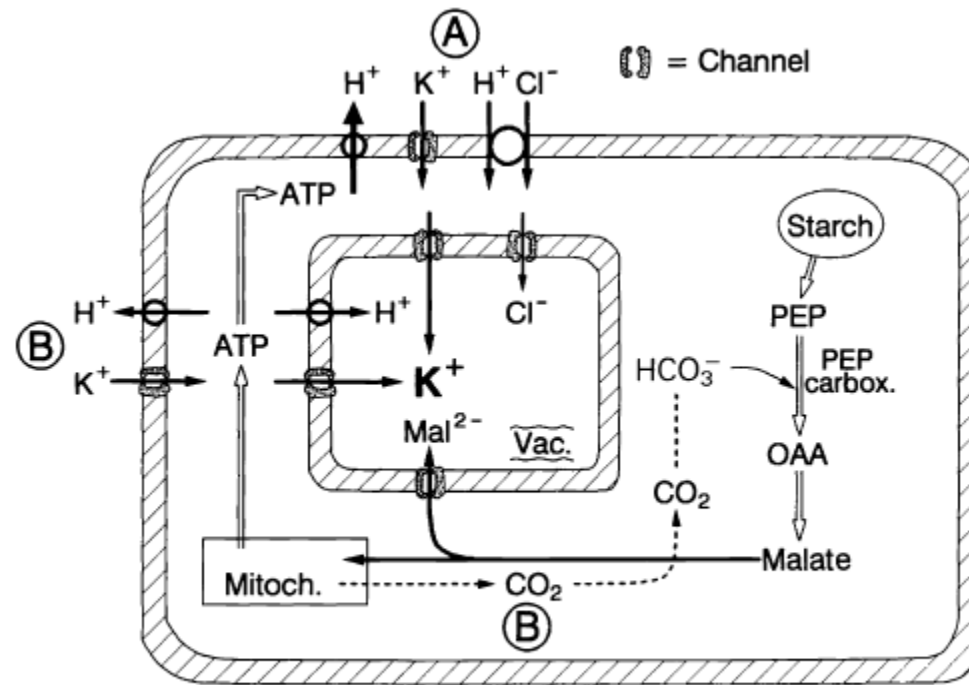 A
H⁺ K⁺ H⁺ Cl⁻
= Channel
ATP
Starch
H⁺
H⁺
Cl⁻
PEP
B
ATP
HCO₃⁻
PEP
carbox.
K⁺
K⁺
Mal²⁻
Vac.
OAA
CO₂
Malate
Mitoch.
CO₂
B